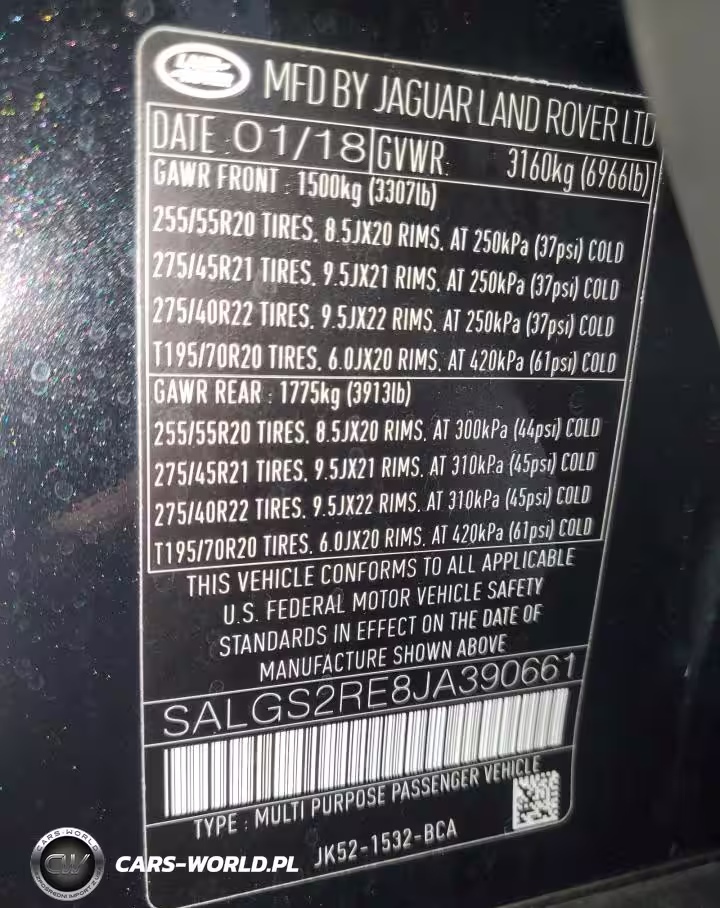 LAND
ROVER
MFD BY JAGUAR LAND ROVER LTD
DATE : 01/18 GVWR: 3160kg (6966lb)
GAWR FRONT : 1500kg (3307lb)
255/55R20 TIRES. 8.5JX20 RIMS. AT 250kPa (37psi) COLD
275/45R21 TIRES. 9.5JX21 RIMS. AT 250kPa (37psi) COLD
275/40R22 TIRES. 9.5JX22 RIMS. AT 250kPa (37psi) COLD
T195/70R20 TIRES. 6.0JX20 RIMS. AT 420kPa (61psi) COLD
GAWR REAR : 1775kg (3913lb)
255/55R20 TIRES. 8.5JX20 RIMS. AT 300kPa (44psi) COLD
275/45R21 TIRES. 9.5JX21 RIMS. AT 310kPa (45psi) COLD
275/40R22 TIRES. 9.5JX22 RIMS. AT 310kPa (45psi) COLD
T195/70R20 TIRES. 6.0JX20 RIMS. AT 420kPa (61psi) COLD
THIS VEHICLE CONFORMS TO ALL APPLICABLE
U.S. FEDERAL MOTOR VEHICLE SAFETY
STANDARDS IN EFFECT ON THE DATE OF
MANUFACTURE SHOWN ABOVE
SALGS2RE8JA390661
TYPE : MULTI PURPOSE PASSENGER VEHICLE
JK52-1532-BCA
CARS-WORLD
CW
CARS-WORLD.PL